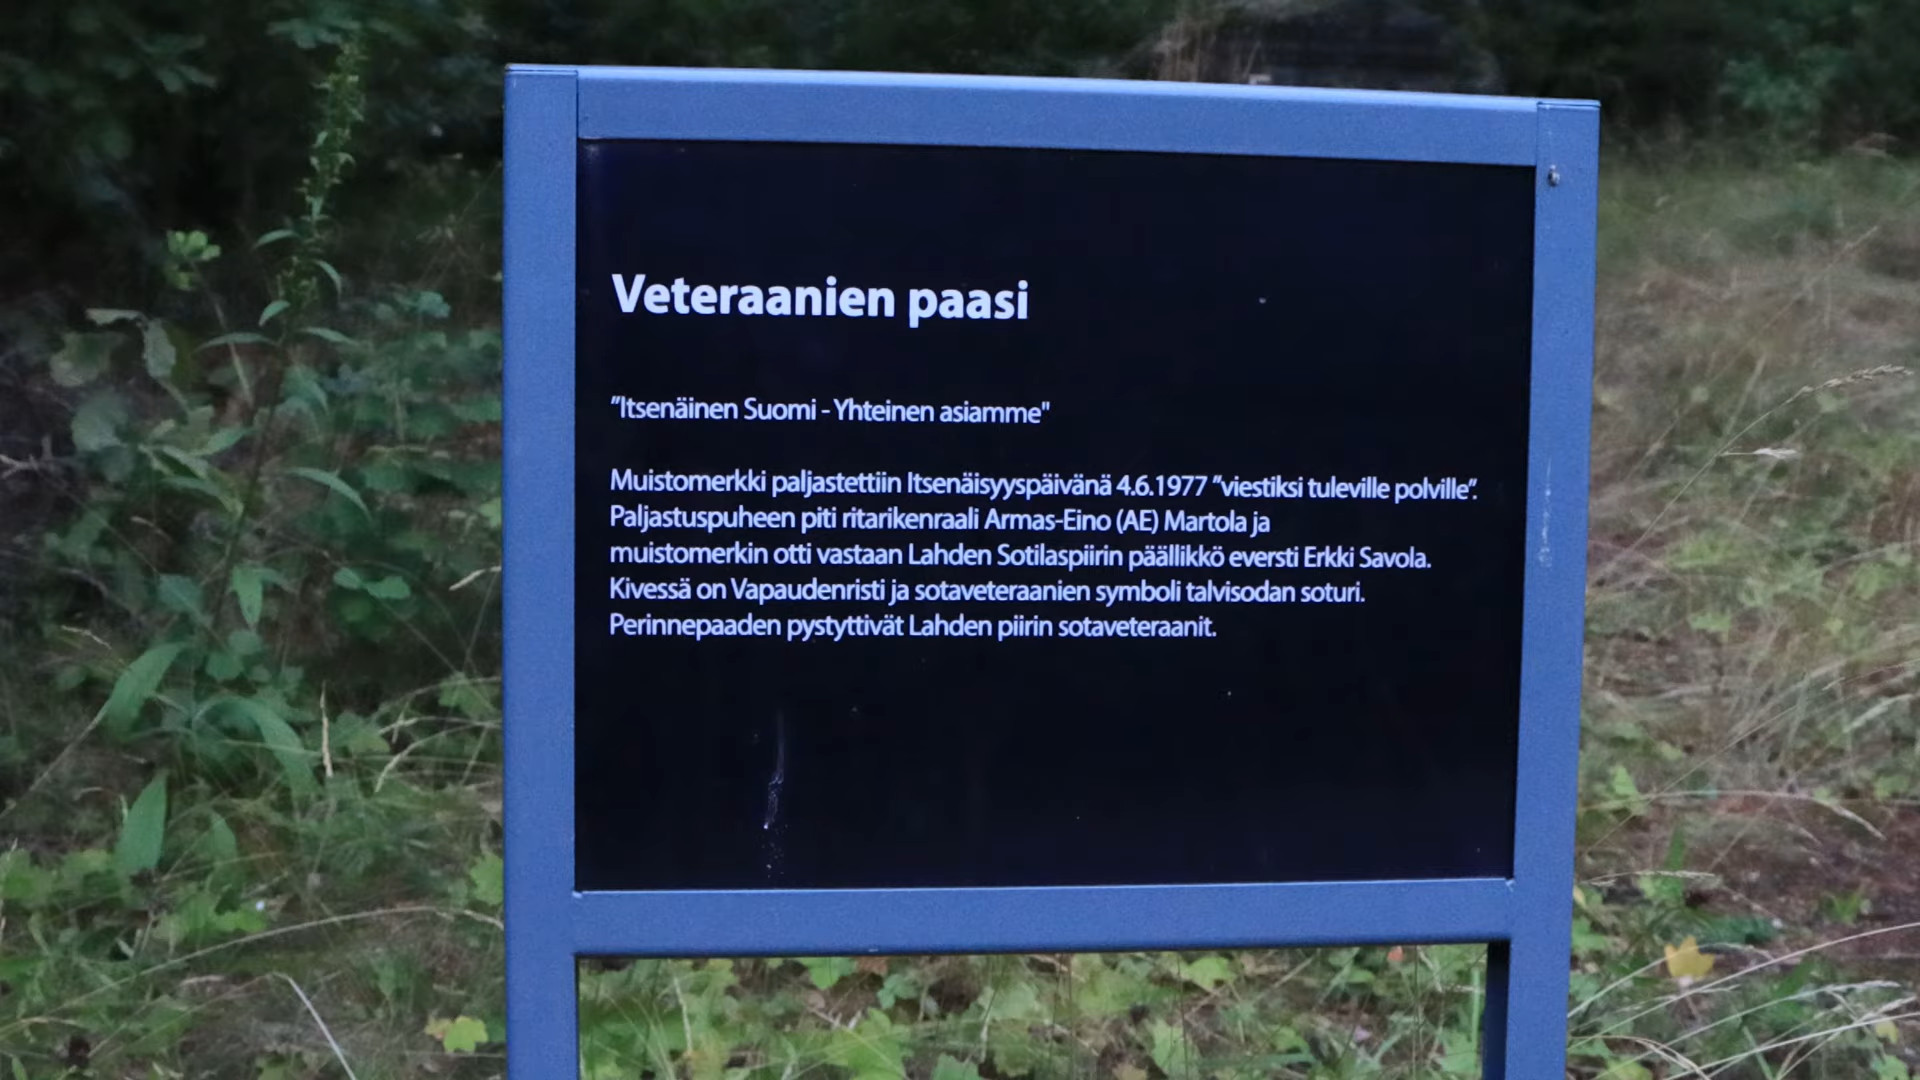 Veteraanien paasi
”Itsenäinen Suomi - Yhteinen asiamme"
Muistomerkki paljastettiin Itsenäisyyspäivänä 4.6.1977 ”viestiksi tuleville polville”.
Paljastuspuheen piti ritarikenraali Armas-Eino (AE) Martola ja
muistomerkin otti vastaan Lahden Sotilaspiirin päällikkö eversti Erkki Savola.
Kivessä on Vapaudenristi ja sotaveteraanien symboli talvisodan soturi.
Perinnepaaden pystyttivät Lahden piirin sotaveteraanit.